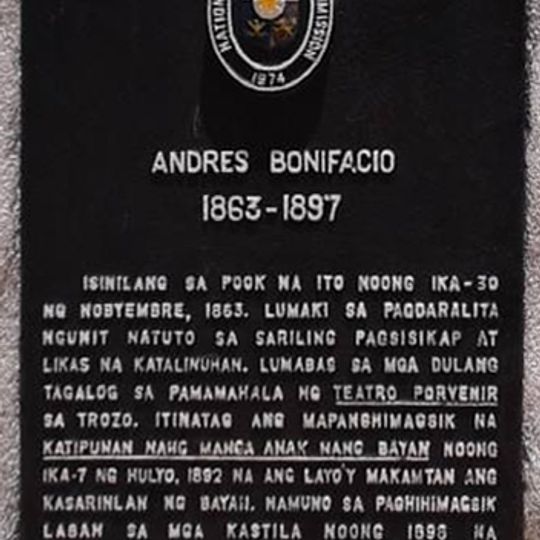 1974
ANDRES BONIFACIO
1863-1897
ISINILANG SA POOK NA ITO NOONG IKA-30
NG NOBYEMBRE, 1863. LUMAKI SA PAGDARALITA
NGUNIT NATUTO SA SARILING PAGSISIKAP AT
LIKAS NA KATALINUHAN. LUMABAS SA MGA DULANG
TAGALOG SA PAMAMAHALA NG TEATRO PORVENIR
SA TROZO. ITINATAG ANG MAPANGHIMAGSIK NA
KATIPUNAN NANG MANGA ANAK NANG BAYAN NOONG
IKA-7 NG HULYO, 1892 NA ANG LAYO'Y MAKAMTAN ANG
KASARINLAN NG BAYAN. NAMUNO SA PAGHIHIMAGSIK
LABAN SA MGA KASTILA NOONG 1896 NA